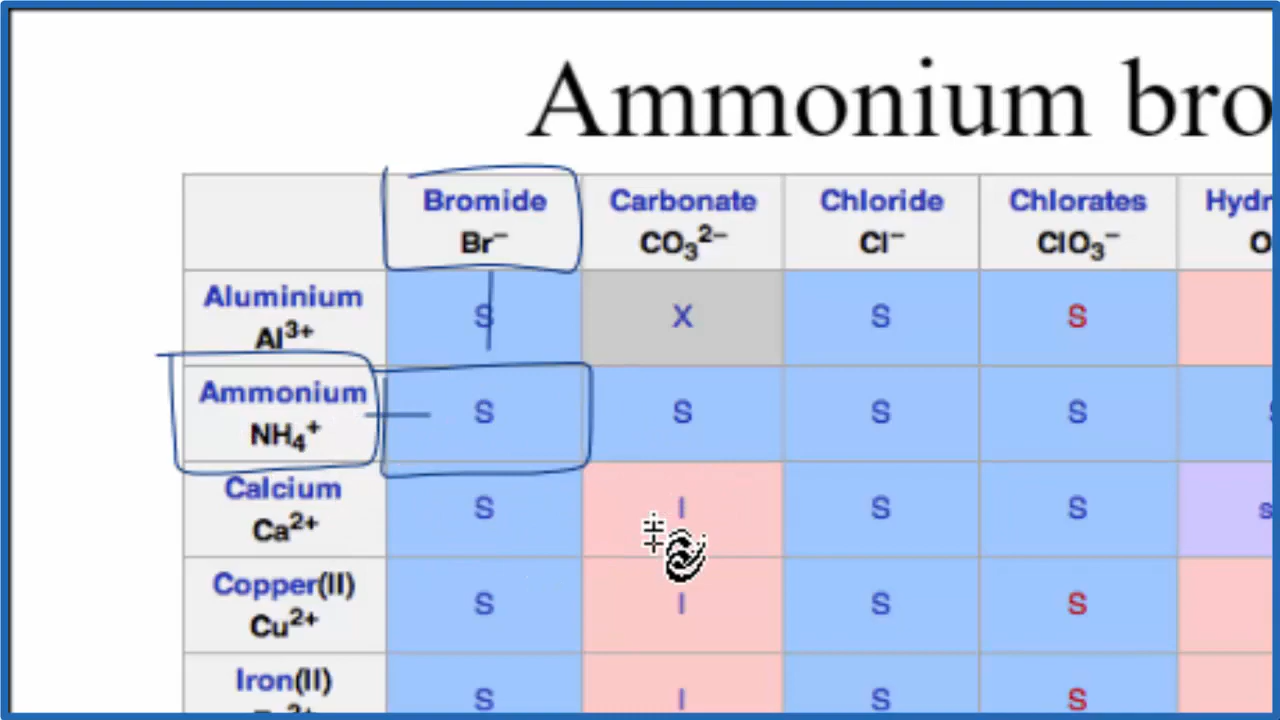 Ammonium bro
Bromide Carbonate Chloride Chlorates Hydr
Br⁻ CO₃²⁻ Cl⁻ ClO₃⁻ O
Aluminium
Al³⁺ S X S S
Ammonium
NH₄⁺ S S S S
Calcium
Ca²⁺ S I S S s
Copper(II)
Cu²⁺ S I S S
Iron(II)
S I S S